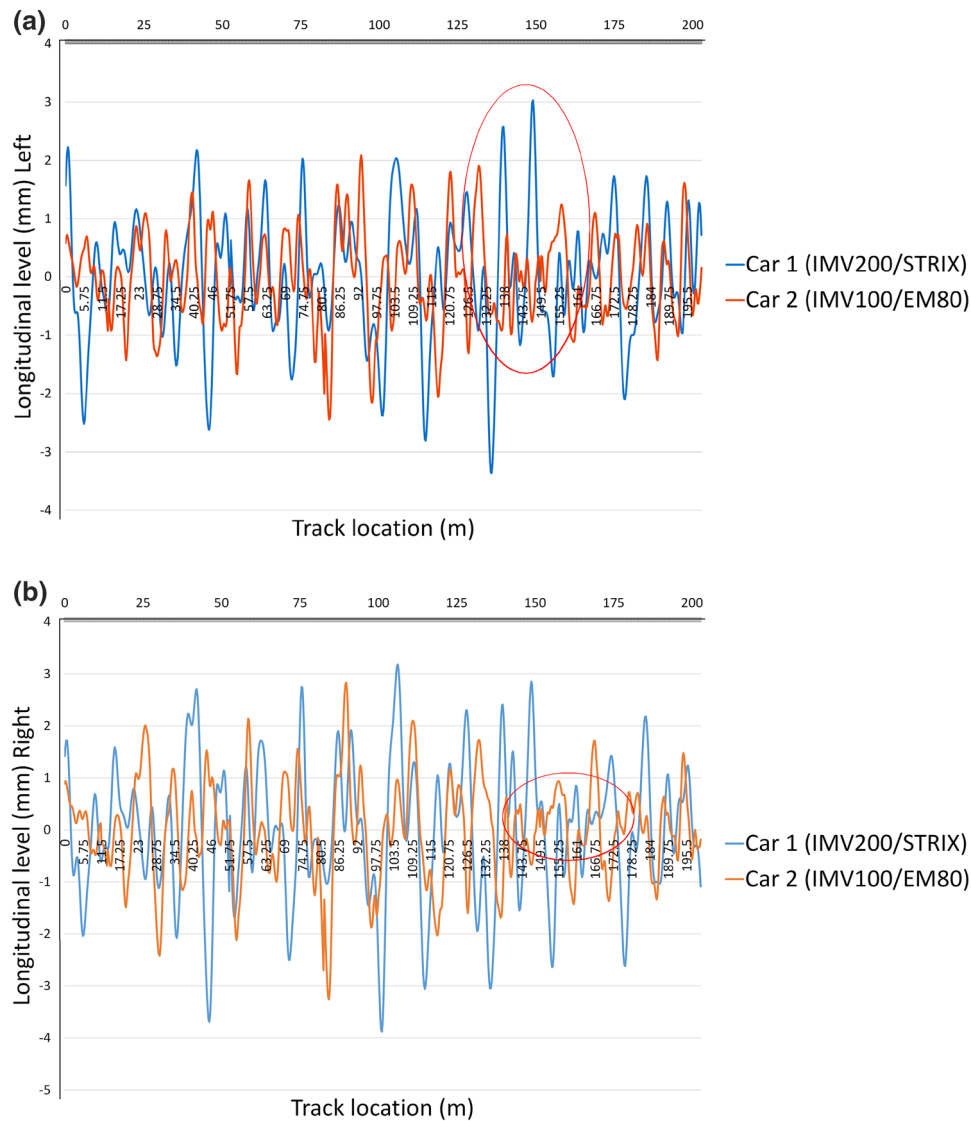 (a)
0 25 50 75 100 125 150 175 200
4
3
2
1
0
-1
-2
-3
-4
Longitudinal level (mm) Left
0 5.75 11.5 17.25 23 28.75 34.5 40.25 46 51.75 57.5 63.25 69 74.75 80.5 86.25 92 97.75 103.5 109.25 115 120.75 126.5 132.25 138 143.75 149.5 155.25 161 166.75 172.5 178.25 184 189.75 195.5
Track location (m)
Car 1 (IMV200/STRIX)
Car 2 (IMV100/EM80)
(b)
0 25 50 75 100 125 150 175 200
4
3
2
1
0
-1
-2
-3
-4
-5
Longitudinal level (mm) Right
0 5.75 11.5 17.25 23 28.75 34.5 40.25 46 51.75 57.5 63.25 69 74.75 80.5 86.25 92 97.75 103.5 109.25 115 120.75 126.5 132.25 138 143.75 149.5 155.25 161 166.75 172.5 178.25 184 189.75 195.5
Track location (m)
Car 1 (IMV200/STRIX)
Car 2 (IMV100/EM80)